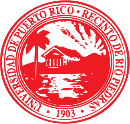 UNIVERSIDAD DE PUERTO RICO • RECINTO DE RÍO PIEDRAS
• 1903 •